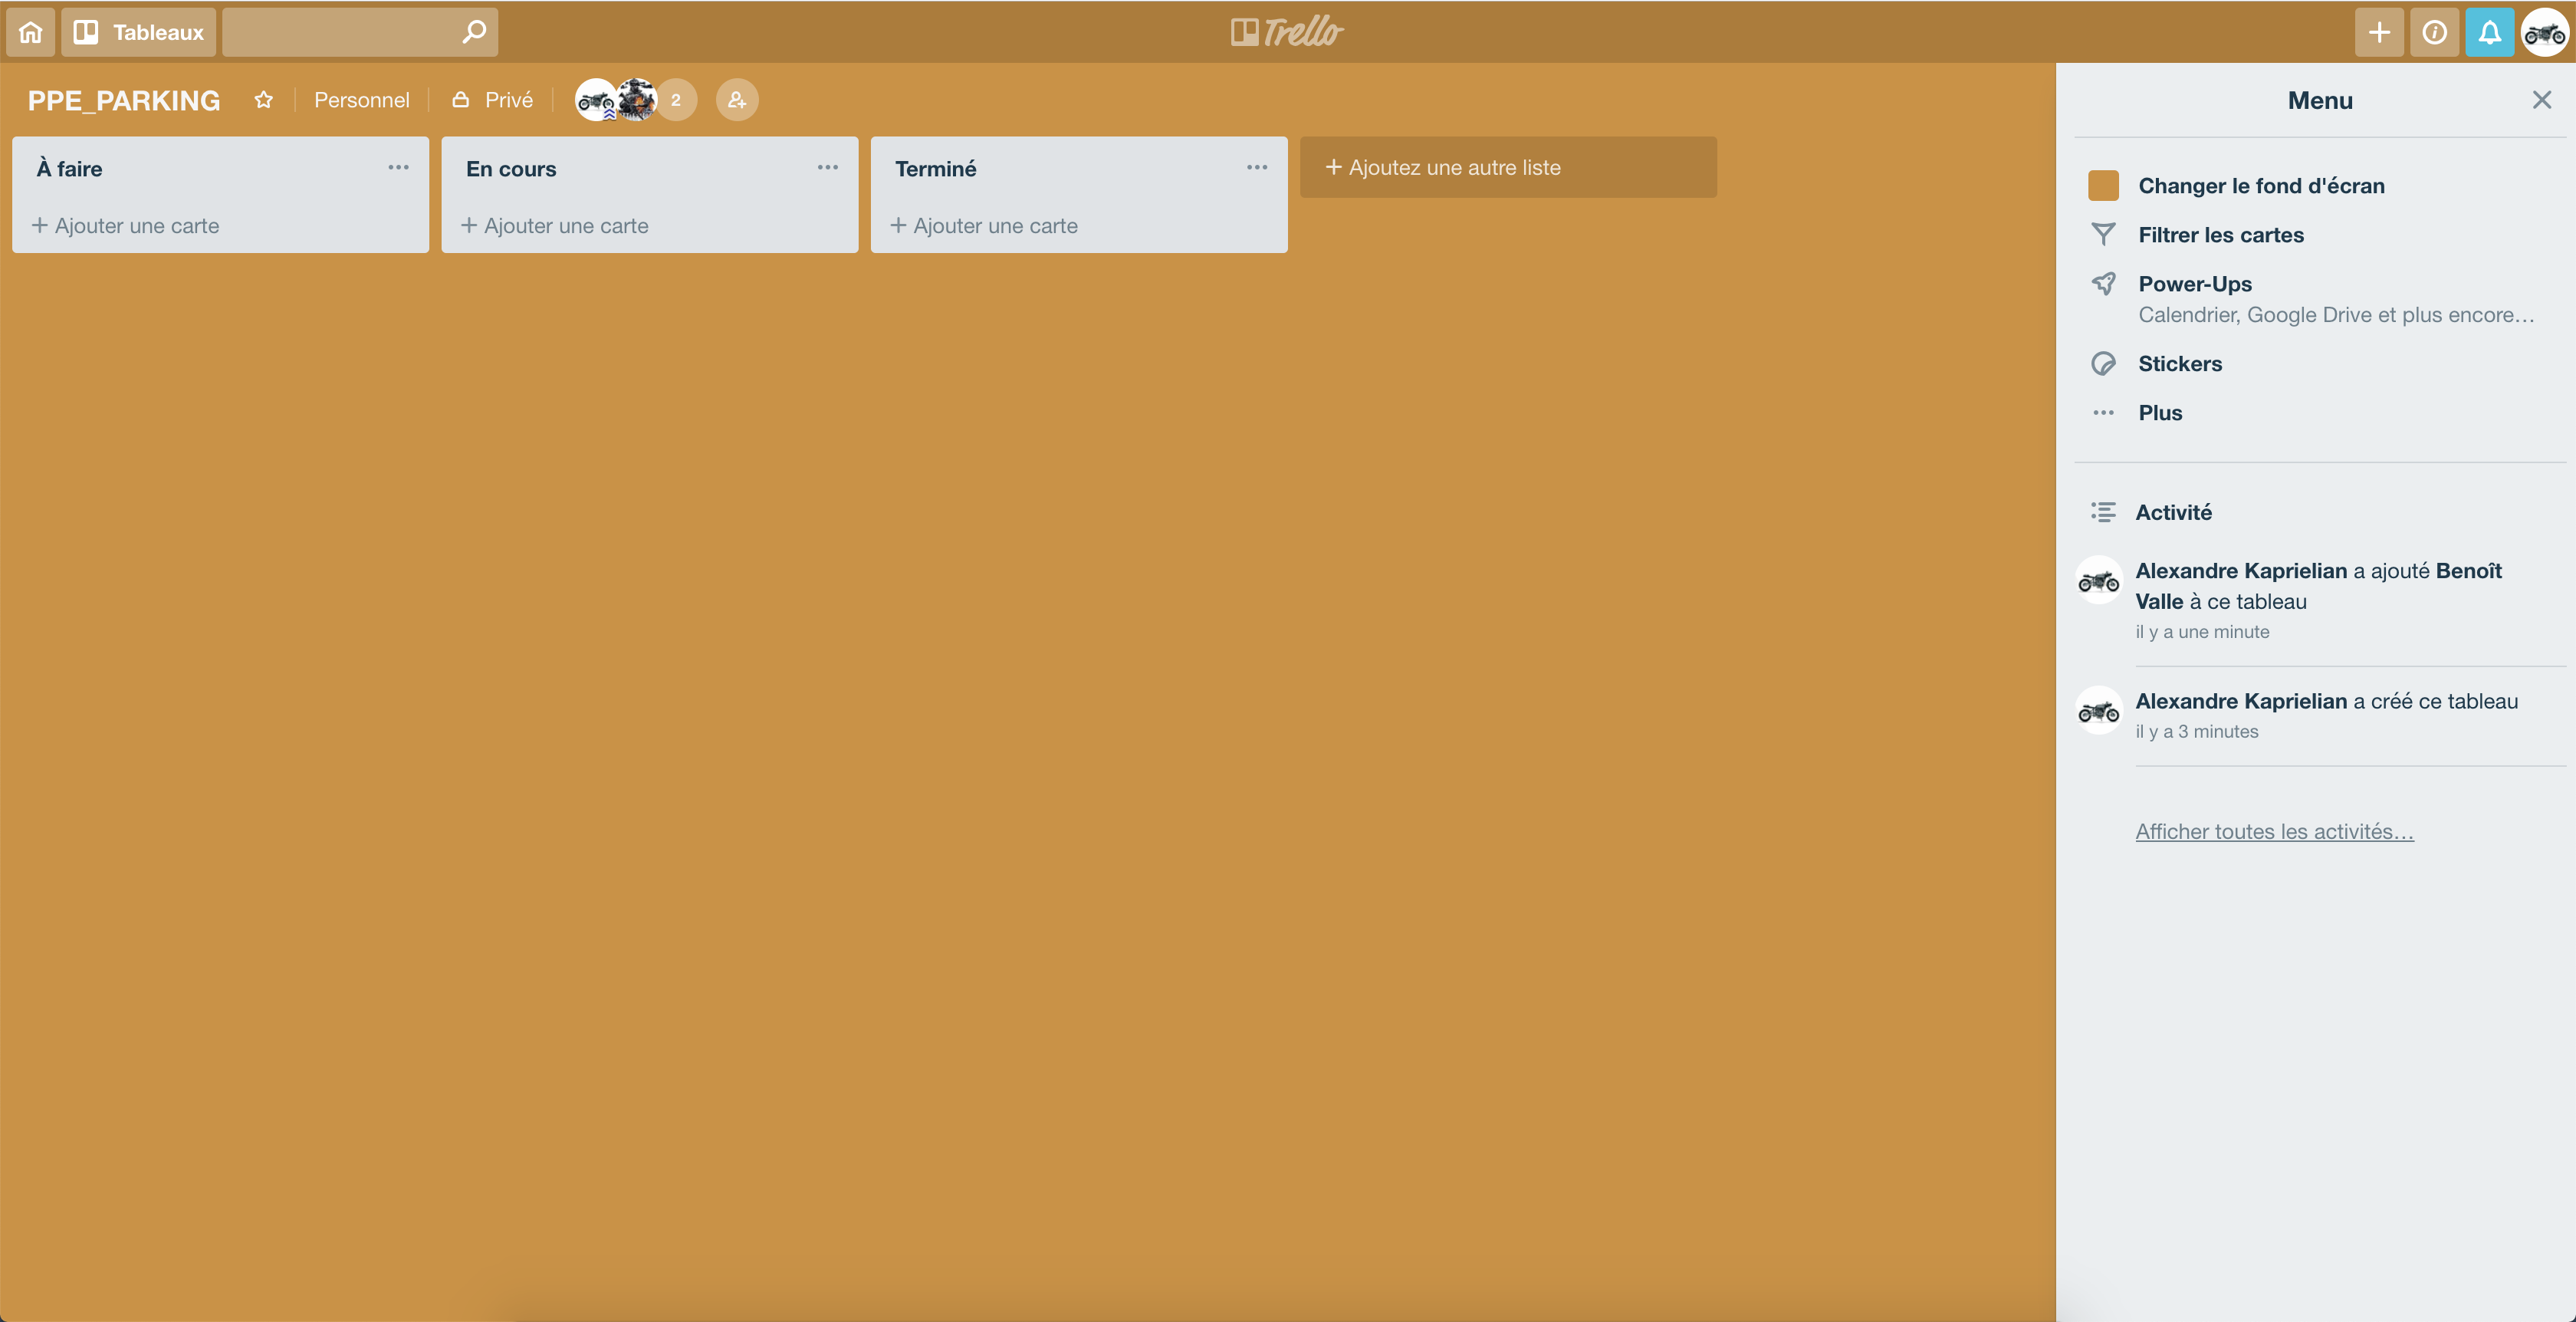 Tableaux
Trello
PPE_PARKING
Personnel
Privé
2
À faire
+ Ajouter une carte
En cours
+ Ajouter une carte
Terminé
+ Ajouter une carte
+ Ajoutez une autre liste
Menu
Changer le fond d'écran
Filtrer les cartes
Power-Ups
Calendrier, Google Drive et plus encore…
Stickers
Plus
Activité
Alexandre Kaprielian a ajouté Benoît
Valle à ce tableau
il y a une minute
Alexandre Kaprielian a créé ce tableau
il y a 3 minutes
Afficher toutes les activités…